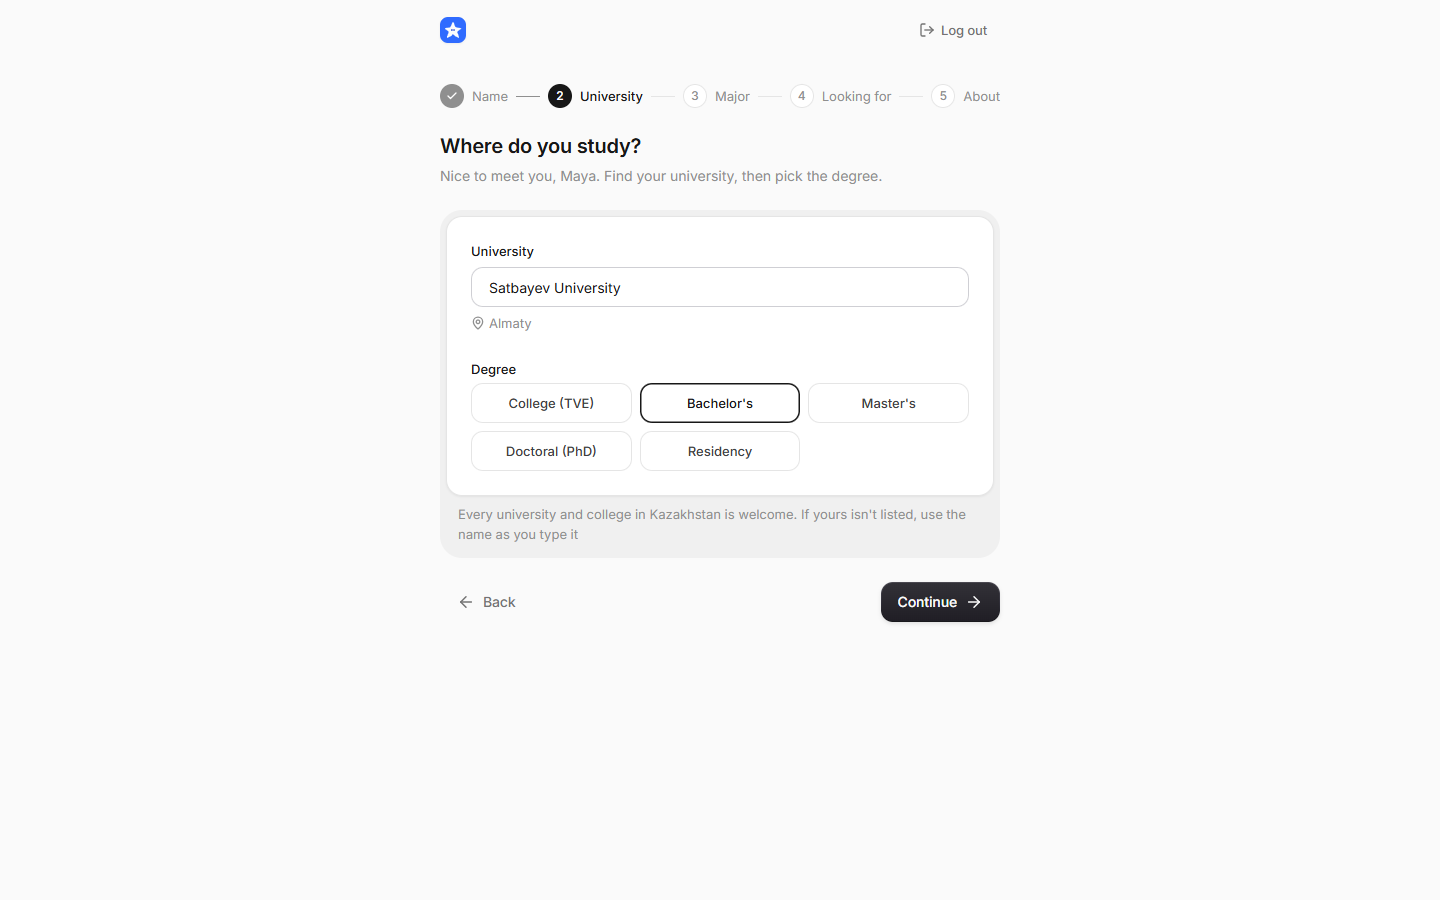 Log out
Name
2 University
3 Major
4 Looking for
5 About
Where do you study?
Nice to meet you, Maya. Find your university, then pick the degree.
University
Satbayev University
Almaty
Degree
College (TVE)
Bachelor's
Master's
Doctoral (PhD)
Residency
Every university and college in Kazakhstan is welcome. If yours isn't listed, use the
name as you type it
Back
Continue